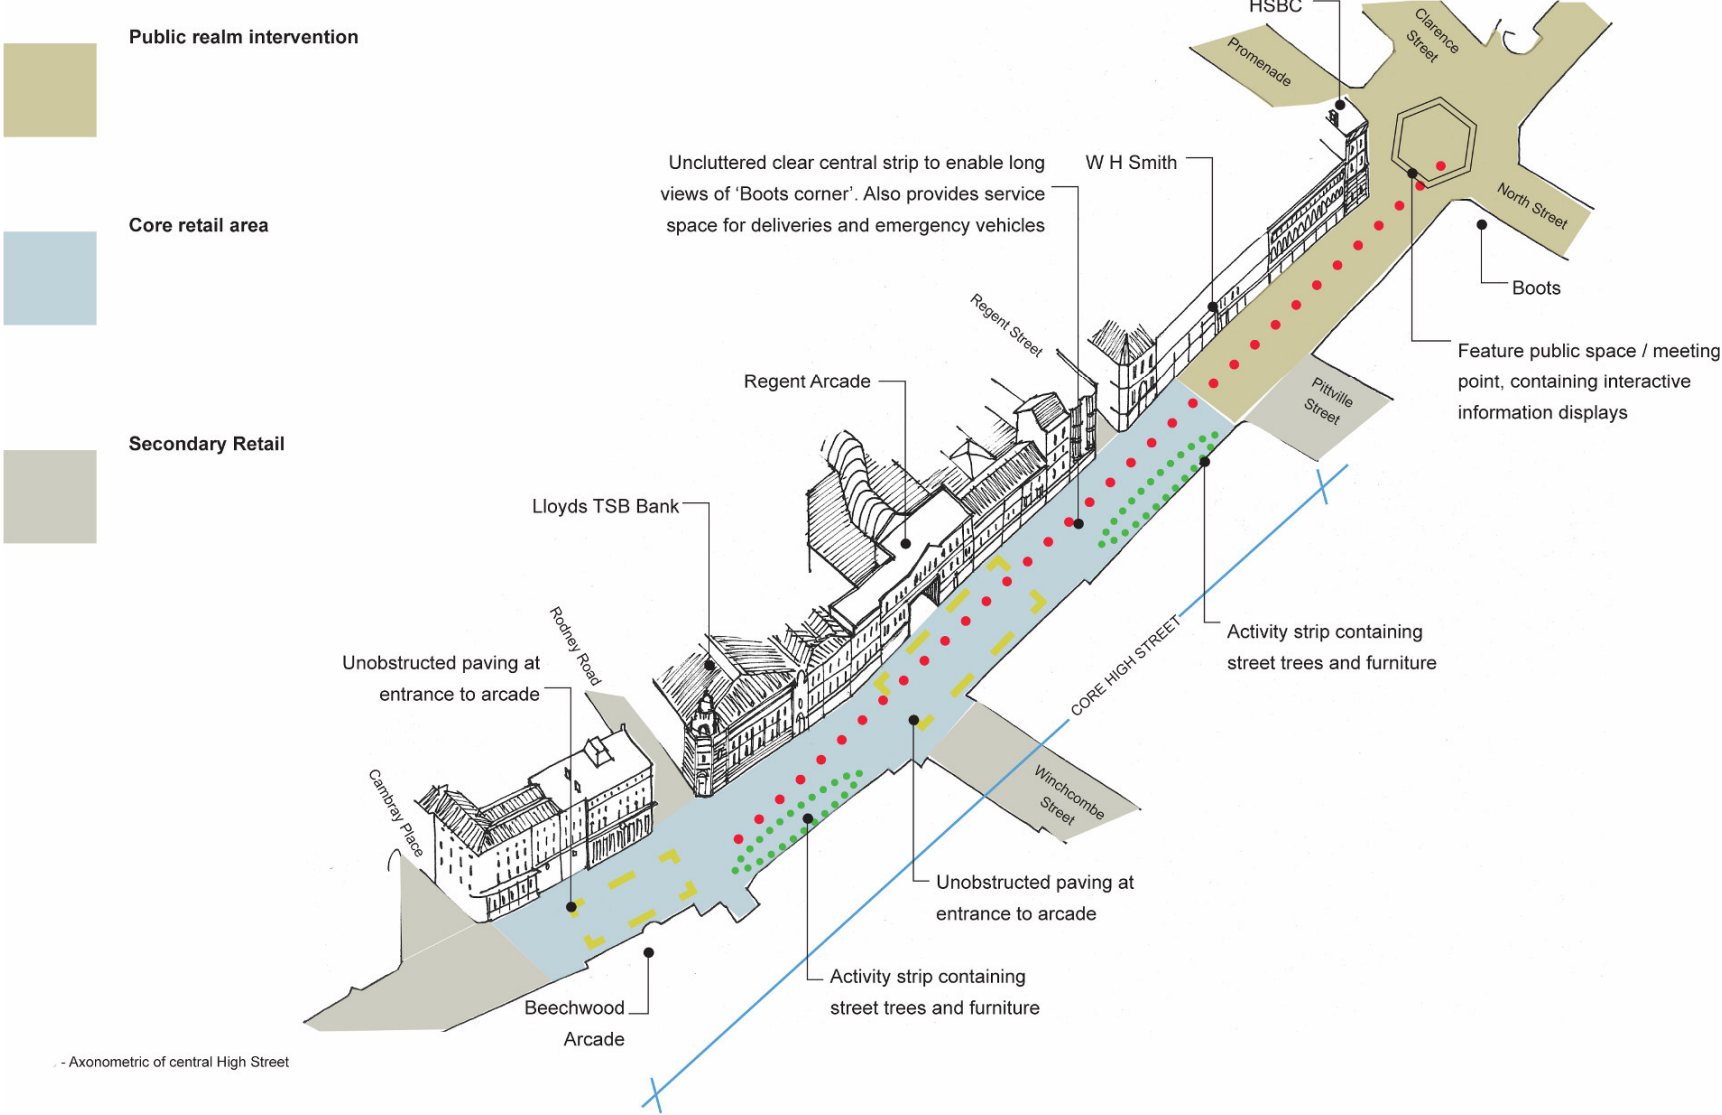 Public realm intervention
Core retail area
Secondary Retail
HSBC
Clarence
Street
Promenade
North Street
Uncluttered clear central strip to enable long
views of ‘Boots corner’. Also provides service
space for deliveries and emergency vehicles
W H Smith
Boots
Regent Street
Feature public space / meeting
point, containing interactive
information displays
Regent Arcade
Pittville
Street
Lloyds TSB Bank
Rodney Road
CORE HIGH STREET
Activity strip containing
street trees and furniture
Unobstructed paving at
entrance to arcade
Cambray Place
Winchcombe
Street
Unobstructed paving at
entrance to arcade
Activity strip containing
street trees and furniture
Beechwood
Arcade
- Axonometric of central High Street